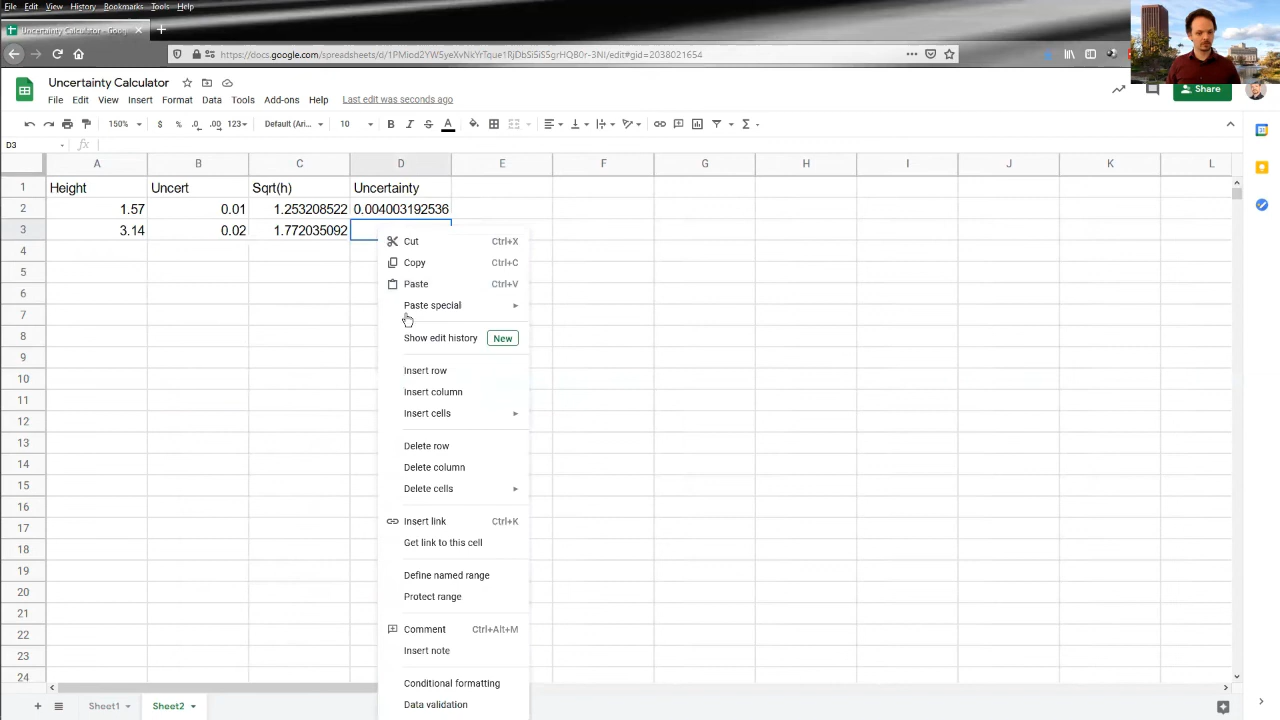 File Edit View History Bookmarks Tools Help
Uncertainty Calculator - Goog
https://docs.google.com/spreadsheets/d/
Uncertainty Calculator
File Edit View Insert Format Data Tools Add-ons Help Last edit was seconds ago
Share
150% $ % .0 .00 123 Default (Ari... 10 B I S A Σ
D3 fx
A B C D E F G H I J K L
1 Height Uncert Sqrt(h) Uncertainty
2 1.57 0.01 1.253208522 0.004003192536
3 3.14 0.02 1.772035092
4
5
6
7
8
9
10
11
12
13
14
15
16
17
18
19
20
21
22
23
24
Cut Ctrl+X
Copy Ctrl+C
Paste Ctrl+V
Paste special
Show edit history New
Insert row
Insert column
Insert cells
Delete row
Delete column
Delete cells
Insert link Ctrl+K
Get link to this cell
Define named range
Protect range
Comment Ctrl+Alt+M
Insert note
Conditional formatting
Data validation
Sheet1 Sheet2